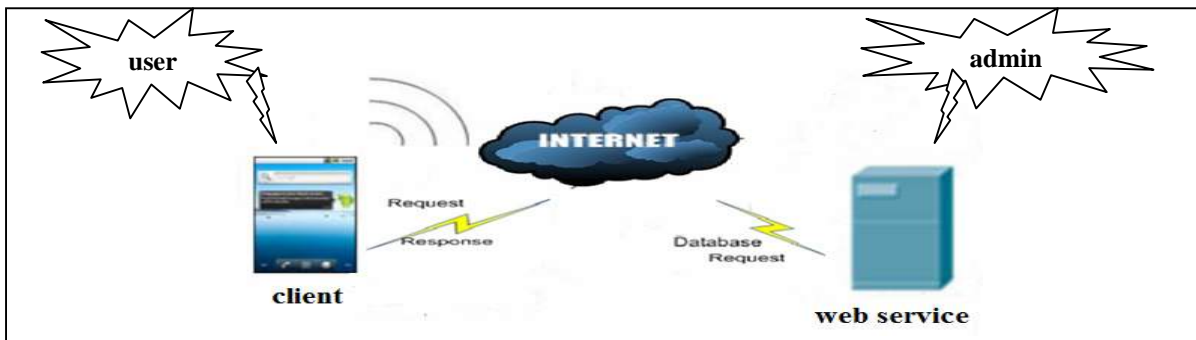 user
admin
INTERNET
Request
Response
Database
Request
client
web service